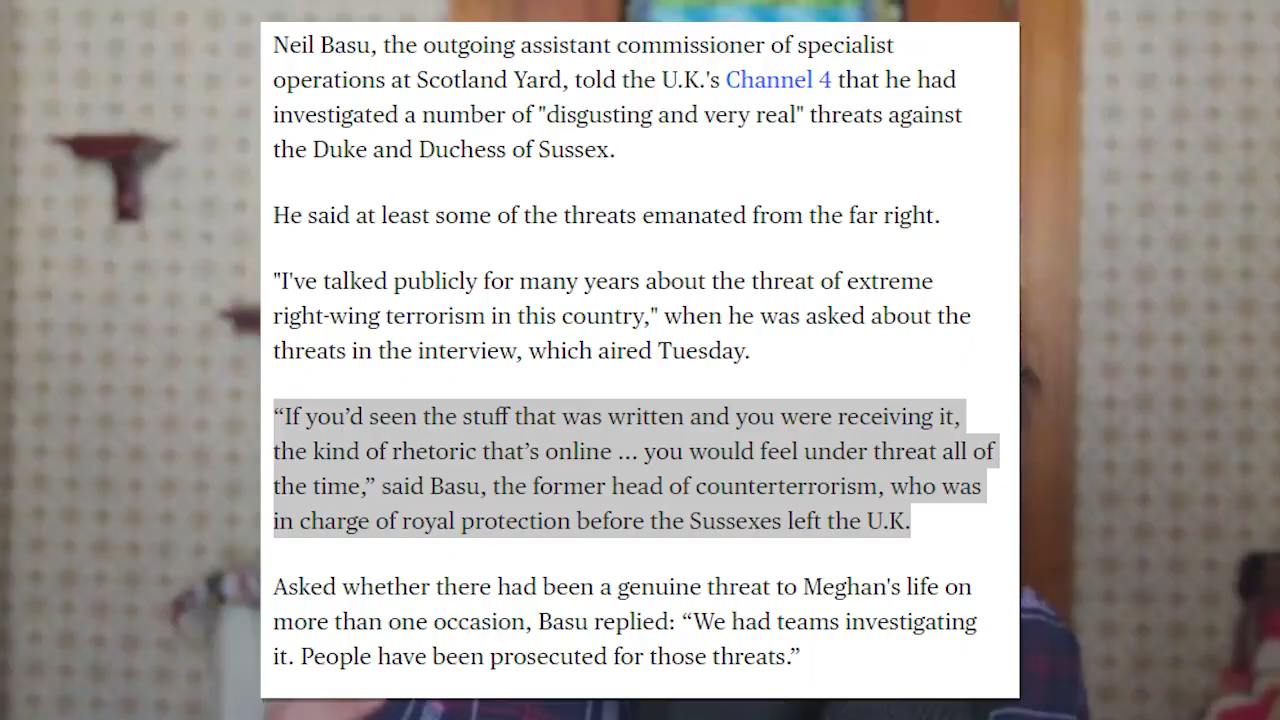 Neil Basu, the outgoing assistant commissioner of specialist
operations at Scotland Yard, told the U.K.'s Channel 4 that he had
investigated a number of "disgusting and very real" threats against
the Duke and Duchess of Sussex.
He said at least some of the threats emanated from the far right.
"I've talked publicly for many years about the threat of extreme
right-wing terrorism in this country," when he was asked about the
threats in the interview, which aired Tuesday.
“If you’d seen the stuff that was written and you were receiving it,
the kind of rhetoric that’s online ... you would feel under threat all of
the time,” said Basu, the former head of counterterrorism, who was
in charge of royal protection before the Sussexes left the U.K.
Asked whether there had been a genuine threat to Meghan's life on
more than one occasion, Basu replied: “We had teams investigating
it. People have been prosecuted for those threats.”